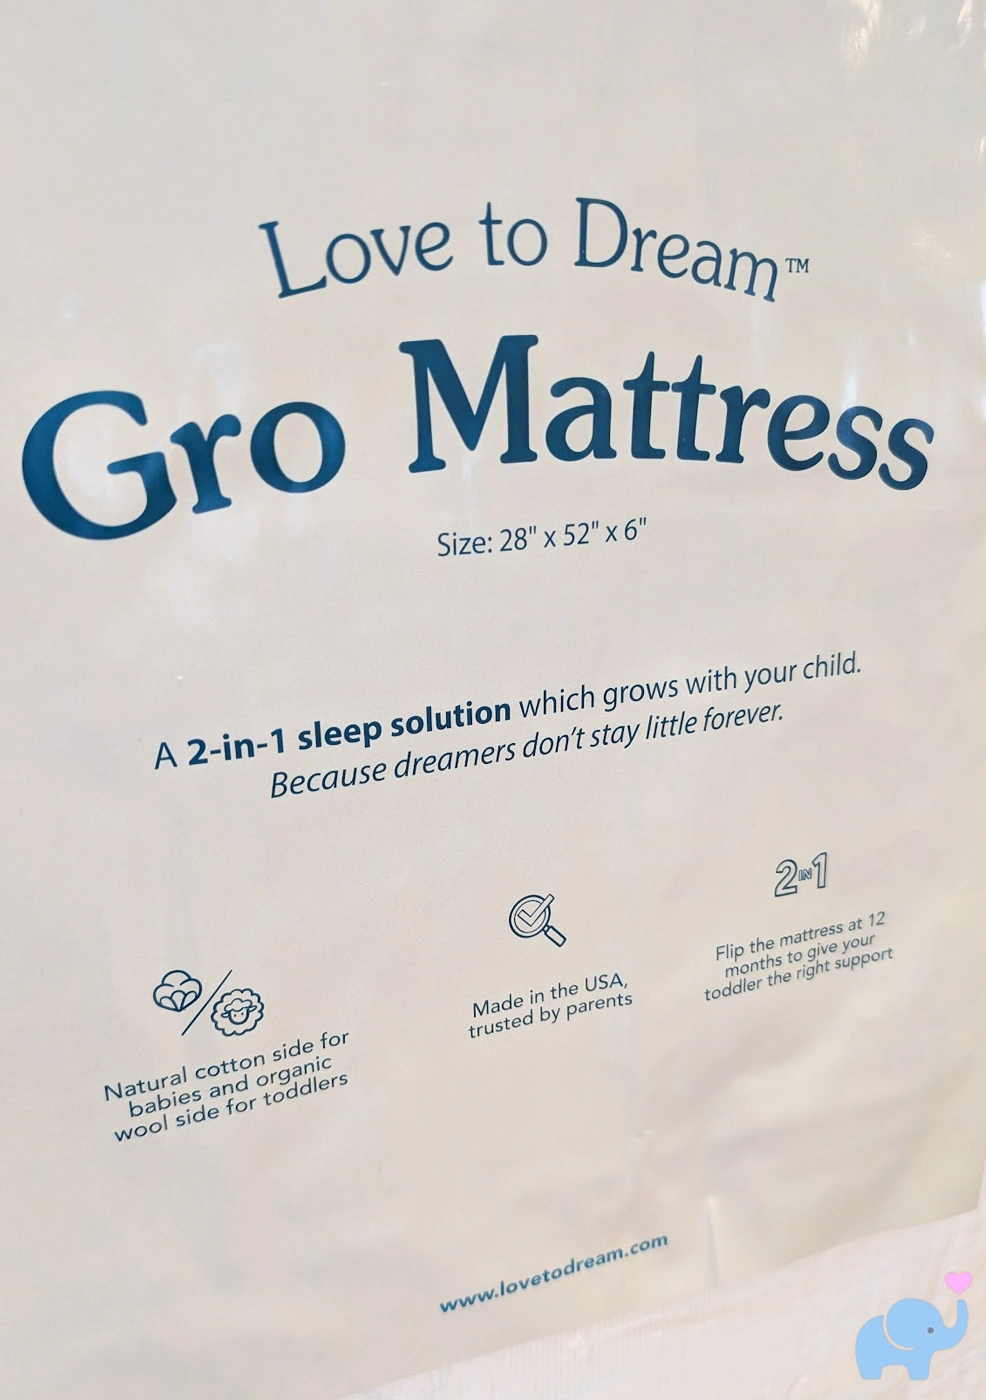 Love to Dream™
Gro Mattress
Size: 28" x 52" x 6"
A 2-in-1 sleep solution which grows with your child.
Because dreamers don't stay little forever.
Natural cotton side for
babies and organic
wool side for toddlers
Made in the USA,
trusted by parents
2IN1
Flip the mattress at 12
months to give your
toddler the right support
www.lovetodream.com